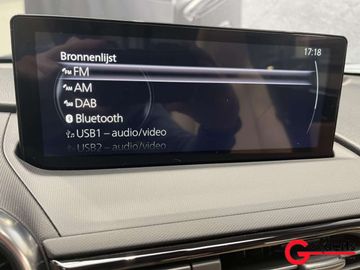 Bronnenlijst
17:18
FM
AM
DAB
Bluetooth
USB1 – audio/video
USB2 – audio/video